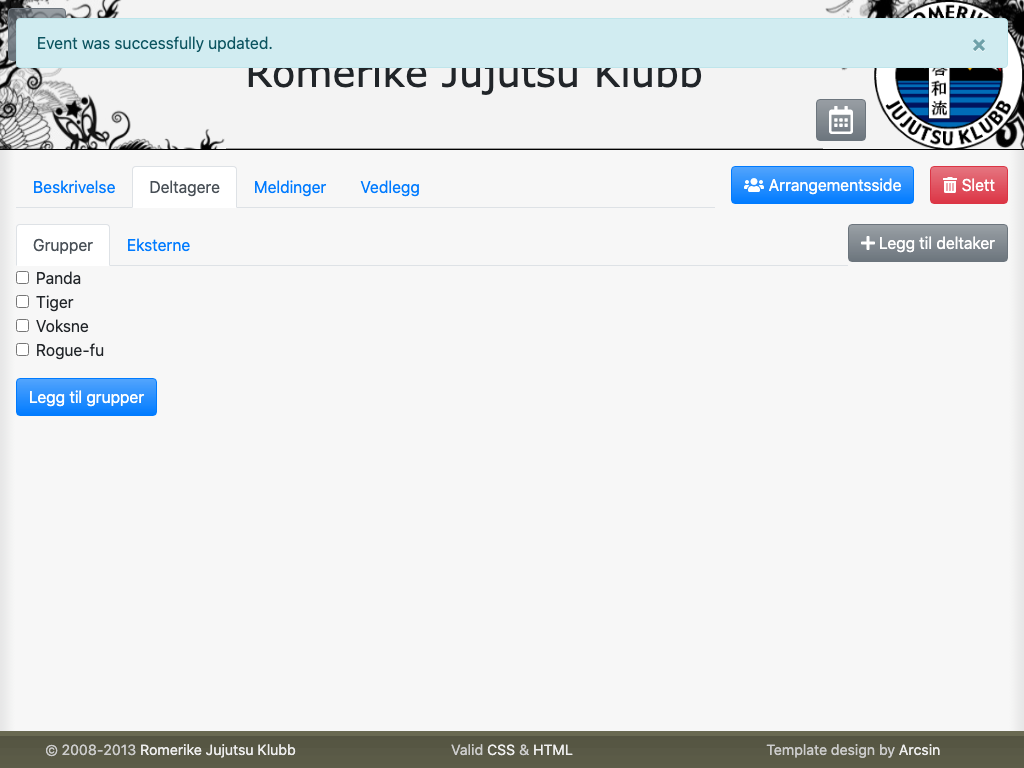 Event was successfully updated.
×
Romerike Jujutsu Klubb
ROMERIKE
啓和流
JUJUTSU KLUBB
Beskrivelse
Deltagere
Meldinger
Vedlegg
Arrangementsside
Slett
Grupper
Eksterne
Legg til deltaker
Panda
Tiger
Voksne
Rogue-fu
Legg til grupper
© 2008-2013 Romerike Jujutsu Klubb
Valid CSS & HTML
Template design by Arcsin